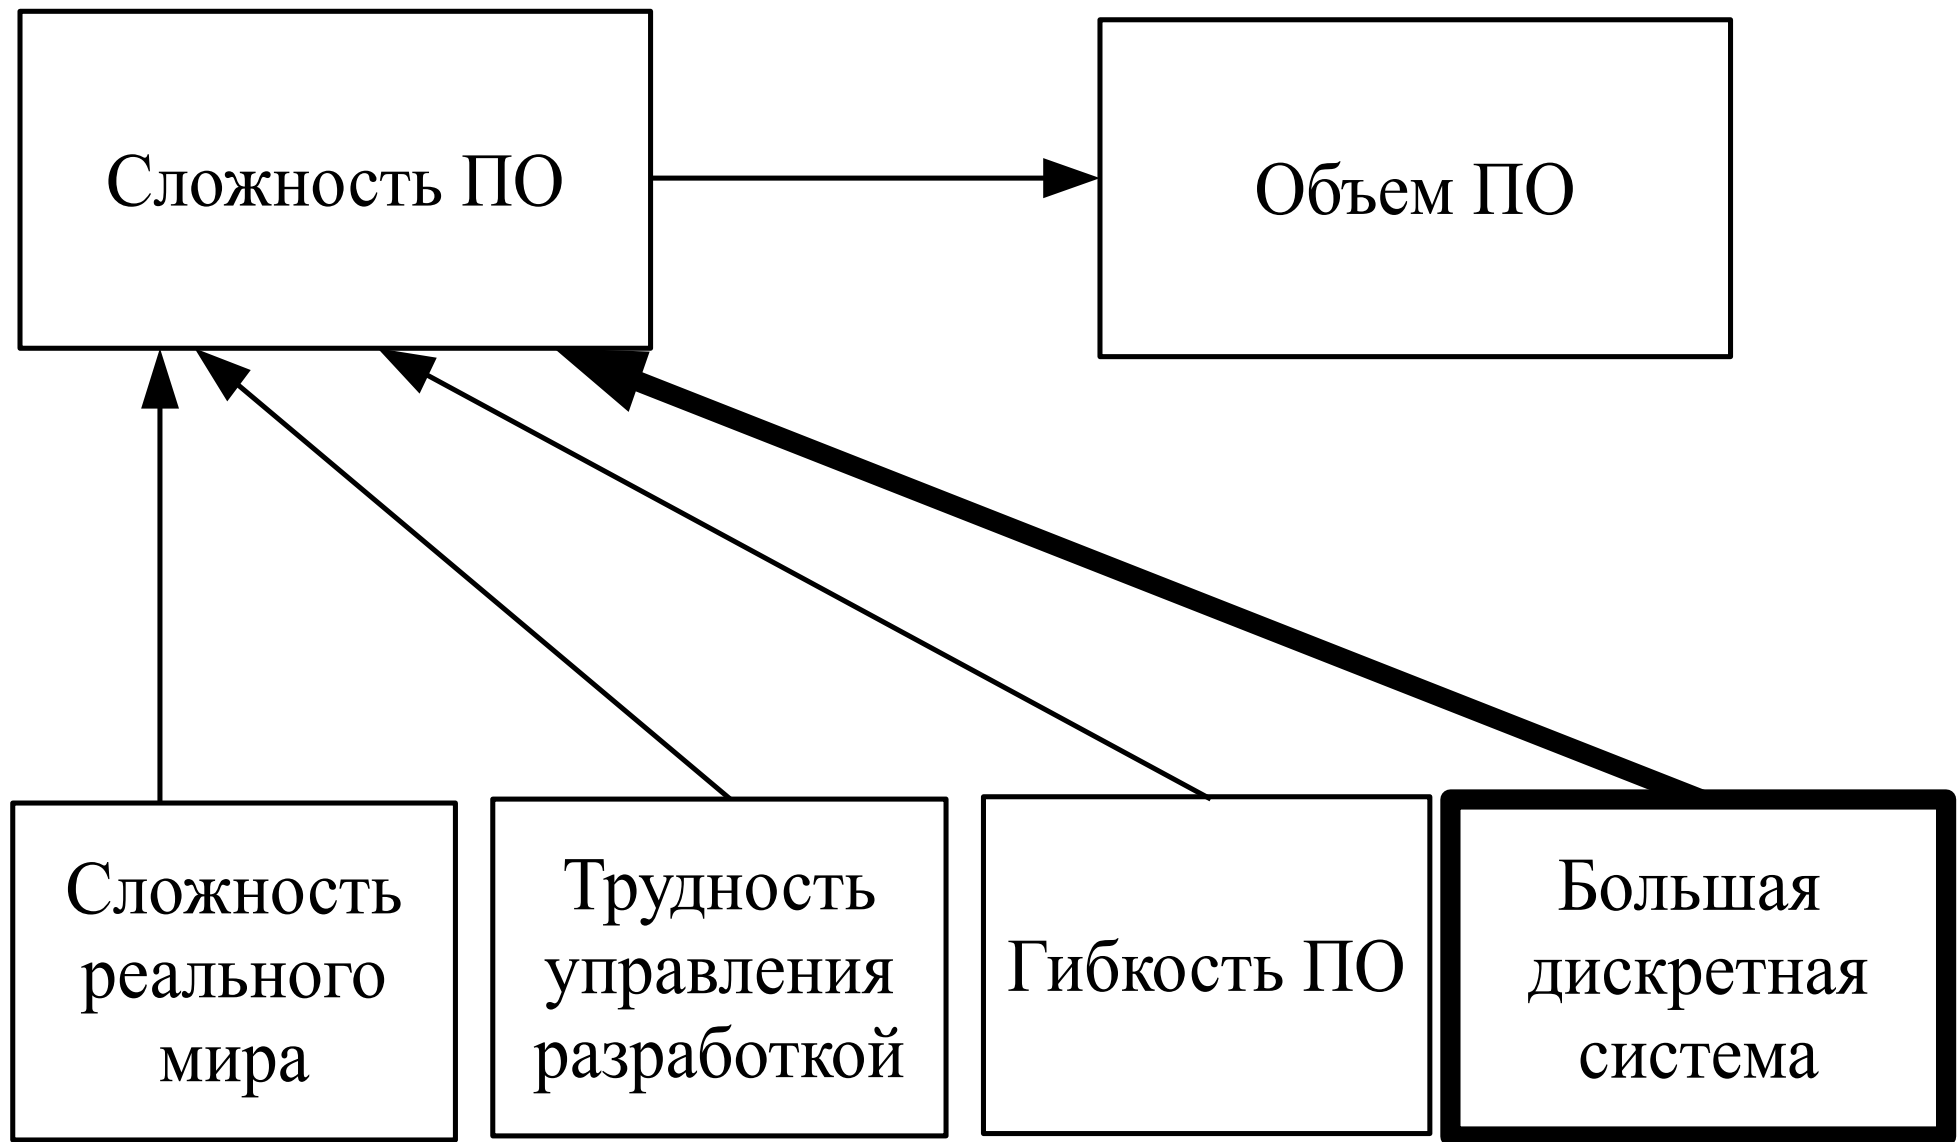 Сложность ПО
Объем ПО
Сложность
реального
мира
Трудность
управления
разработкой
Гибкость ПО
Большая
дискретная
система